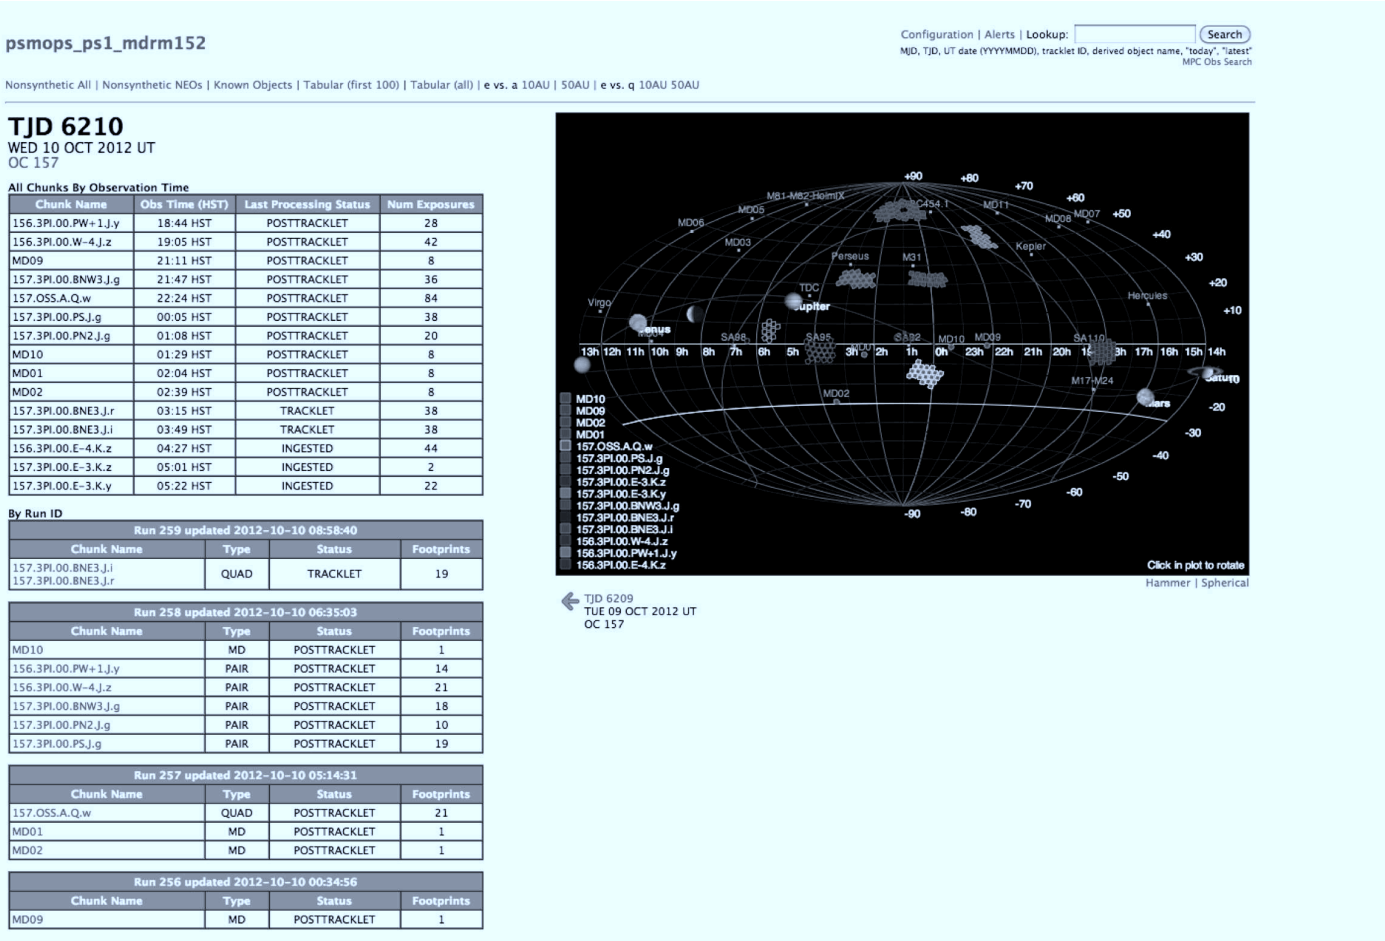 psmops_ps1_mdrm152
Configuration | Alerts | Lookup: Search
MJD, TJD, UT date (YYYYMMDD), tracklet ID, derived object name, "today", "latest"
MPC Obs Search
Nonsynthetic All | Nonsynthetic NEOs | Known Objects | Tabular (first 100) | Tabular (all) | e vs. a 10AU | 50AU | e vs. q 10AU 50AU
TJD 6210
WED 10 OCT 2012 UT
OC 157
All Chunks By Observation Time
Chunk Name Obs Time (HST) Last Processing Status Num Exposures
156.3PI.00.PW+1.J.y 18:44 HST POSTTRACKLET 28
156.3PI.00.W-4.J.z 19:05 HST POSTTRACKLET 42
MD09 21:11 HST POSTTRACKLET 8
157.3PI.00.BNW3.J.g 21:47 HST POSTTRACKLET 36
157.OSS.A.Q.w 22:24 HST POSTTRACKLET 84
157.3PI.00.PS.J.g 00:05 HST POSTTRACKLET 38
157.3PI.00.PN2.J.g 01:08 HST POSTTRACKLET 20
MD10 01:29 HST POSTTRACKLET 8
MD01 02:04 HST POSTTRACKLET 8
MD02 02:39 HST POSTTRACKLET 8
157.3PI.00.BNE3.J.r 03:15 HST TRACKLET 38
157.3PI.00.BNE3.J.i 03:49 HST TRACKLET 38
156.3PI.00.E-4.K.z 04:27 HST INGESTED 44
157.3PI.00.E-3.K.z 05:01 HST INGESTED 2
157.3PI.00.E-3.K.y 05:22 HST INGESTED 22
By Run ID
Run 259 updated 2012-10-10 08:58:40
Chunk Name Type Status Footprints
157.3PI.00.BNE3.J.i
157.3PI.00.BNE3.J.r QUAD TRACKLET 19
Run 258 updated 2012-10-10 06:35:03
Chunk Name Type Status Footprints
MD10 MD POSTTRACKLET 1
156.3PI.00.PW+1.J.y PAIR POSTTRACKLET 14
156.3PI.00.W-4.J.z PAIR POSTTRACKLET 21
157.3PI.00.BNW3.J.g PAIR POSTTRACKLET 18
157.3PI.00.PN2.J.g PAIR POSTTRACKLET 10
157.3PI.00.PS.J.g PAIR POSTTRACKLET 19
Run 257 updated 2012-10-10 05:14:31
Chunk Name Type Status Footprints
157.OSS.A.Q.w QUAD POSTTRACKLET 21
MD01 MD POSTTRACKLET 1
MD02 MD POSTTRACKLET 1
Run 256 updated 2012-10-10 00:34:56
Chunk Name Type Status Footprints
MD09 MD POSTTRACKLET 1
+90 +80 +70 +60 +50 +40 +30 +20 +10
M81-M82-HolmIX
MD05 MD11
MD06 MD08 MD07
MD03 Kepler
Perseus M31
TDC Hercules
Virgo
SA98 SA95 MD10 MD09 SA110
13h 12h 11h 10h 9h 8h 7h 6h 5h 3h 2h 1h 0h 23h 22h 21h 20h 19h 17h 16h 15h 14h
M17-M24
MD02
-20
-30
-40
-50
-60
-70
-80
-90
MD10
MD09
MD02
MD01
157.OSS.A.Q.w
157.3PI.00.PS.J.g
157.3PI.00.PN2.J.g
157.3PI.00.E-3.K.z
157.3PI.00.E-3.K.y
157.3PI.00.BNW3.J.g
157.3PI.00.BNE3.J.r
157.3PI.00.BNE3.J.i
156.3PI.00.W-4.J.z
156.3PI.00.PW+1.J.y
156.3PI.00.E-4.K.z
Click in plot to rotate
Hammer | Spherical
TJD 6209
TUE 09 OCT 2012 UT
OC 157